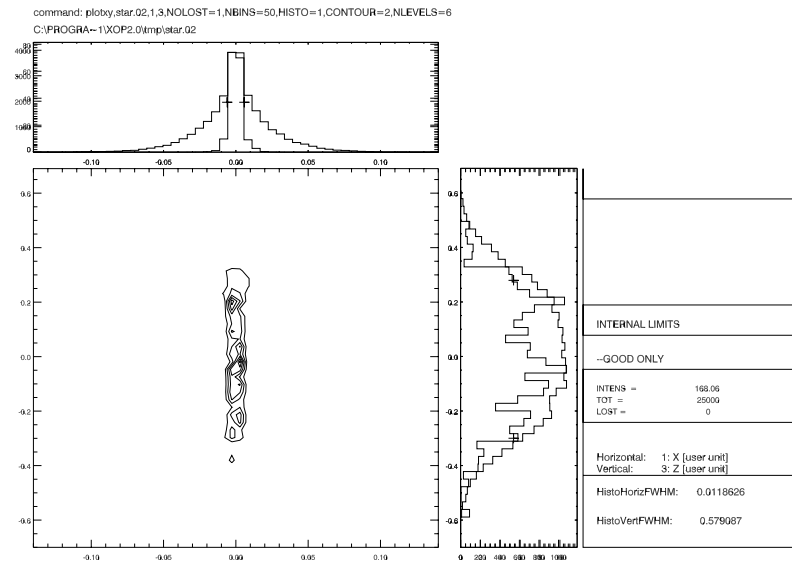 command: plotxy,star.02,1,3,NOLOST=1,NBINS=50,HISTO=1,CONTOUR=2,NLEVELS=6
C:\PROGRA~1\XOP2.0\tmp\star.02
0
-0.10 -0.05 0.00 0.05 0.10
0.6 0.6
0.4 0.4
0.2 0.2
0.0 0.0
-0.2 -0.2
-0.4 -0.4
-0.6 -0.6
-0.10 -0.05 0.00 0.05 0.10
0
INTERNAL LIMITS
--GOOD ONLY
INTENS = 168.06
TOT = 25000
LOST = 0
Horizontal: 1: X [user unit]
Vertical: 3: Z [user unit]
HistoHorizFWHM: 0.0118626
HistoVertFWHM: 0.579087